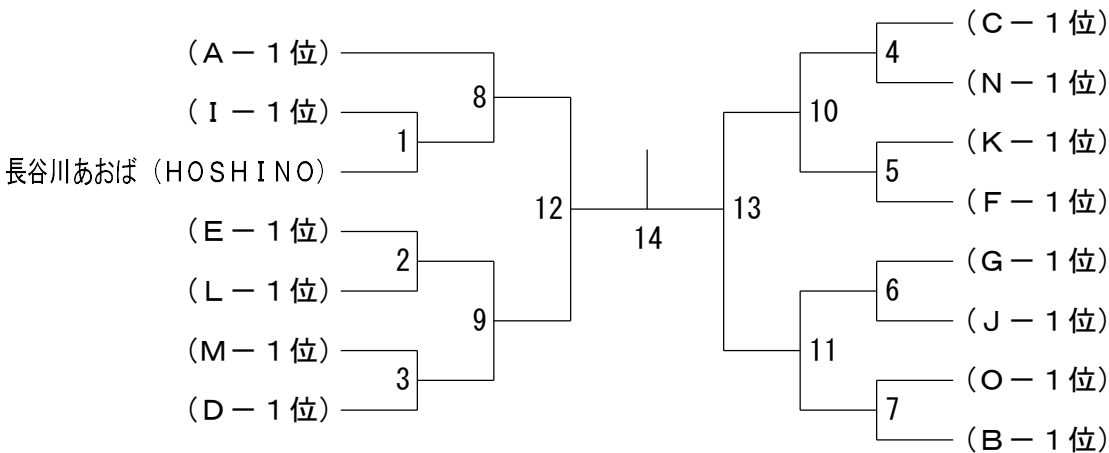 （Ａ－１位）
（Ｉ－１位）
長谷川あおば（ＨＯＳＨＩＮＯ）
（Ｅ－１位）
（Ｌ－１位）
（Ｍ－１位）
（Ｄ－１位）
1
2
3
8
9
12
14
13
10
11
4
5
6
7
（Ｃ－１位）
（Ｎ－１位）
（Ｋ－１位）
（Ｆ－１位）
（Ｇ－１位）
（Ｊ－１位）
（Ｏ－１位）
（Ｂ－１位）